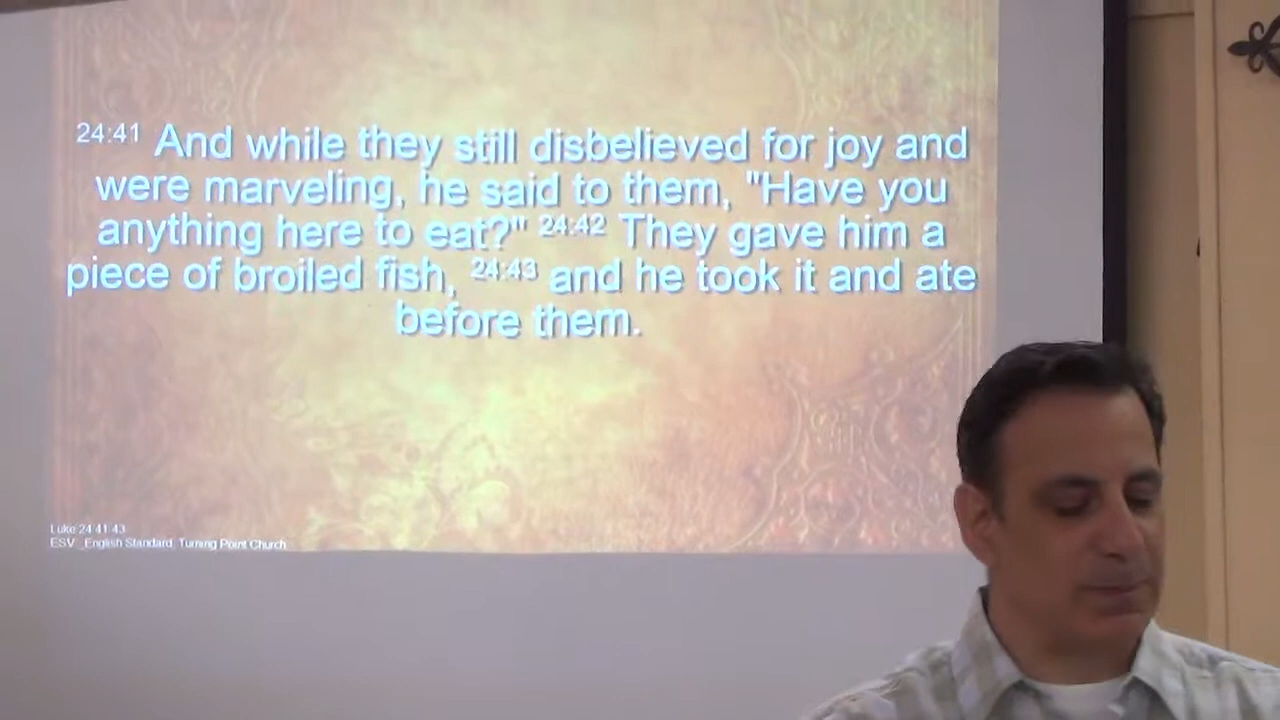 24:41 And while they still disbelieved for joy and
were marveling, he said to them, "Have you
anything here to eat?" 24:42 They gave him a
piece of broiled fish, 24:43 and he took it and ate
before them.
Luke 24:41-43
ESV_English Standard, Turning Point Church